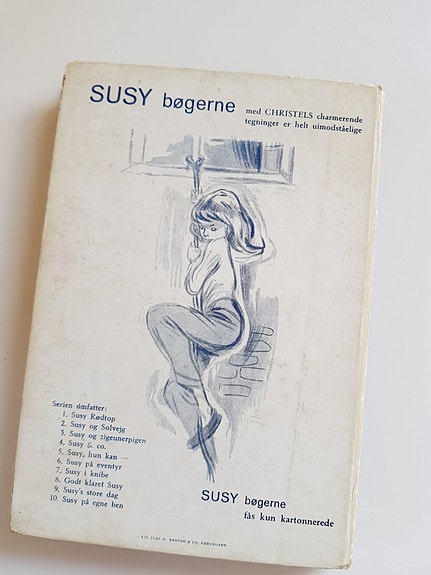 SUSY bøgerne
med CHRISTELS charmerende
tegninger er helt uimodståelige
Serien omfatter:
1. Susy Rødtop
2. Susy og Solvejg
3. Susy og zigeunerpigen
4. Susy & co.
5. Susy, hun kan —
6. Susy på eventyr
7. Susy i knibe
8. Godt klaret Susy
9. Susy's store dag
10. Susy på egne ben
SUSY bøgerne
fås kun kartonnerede